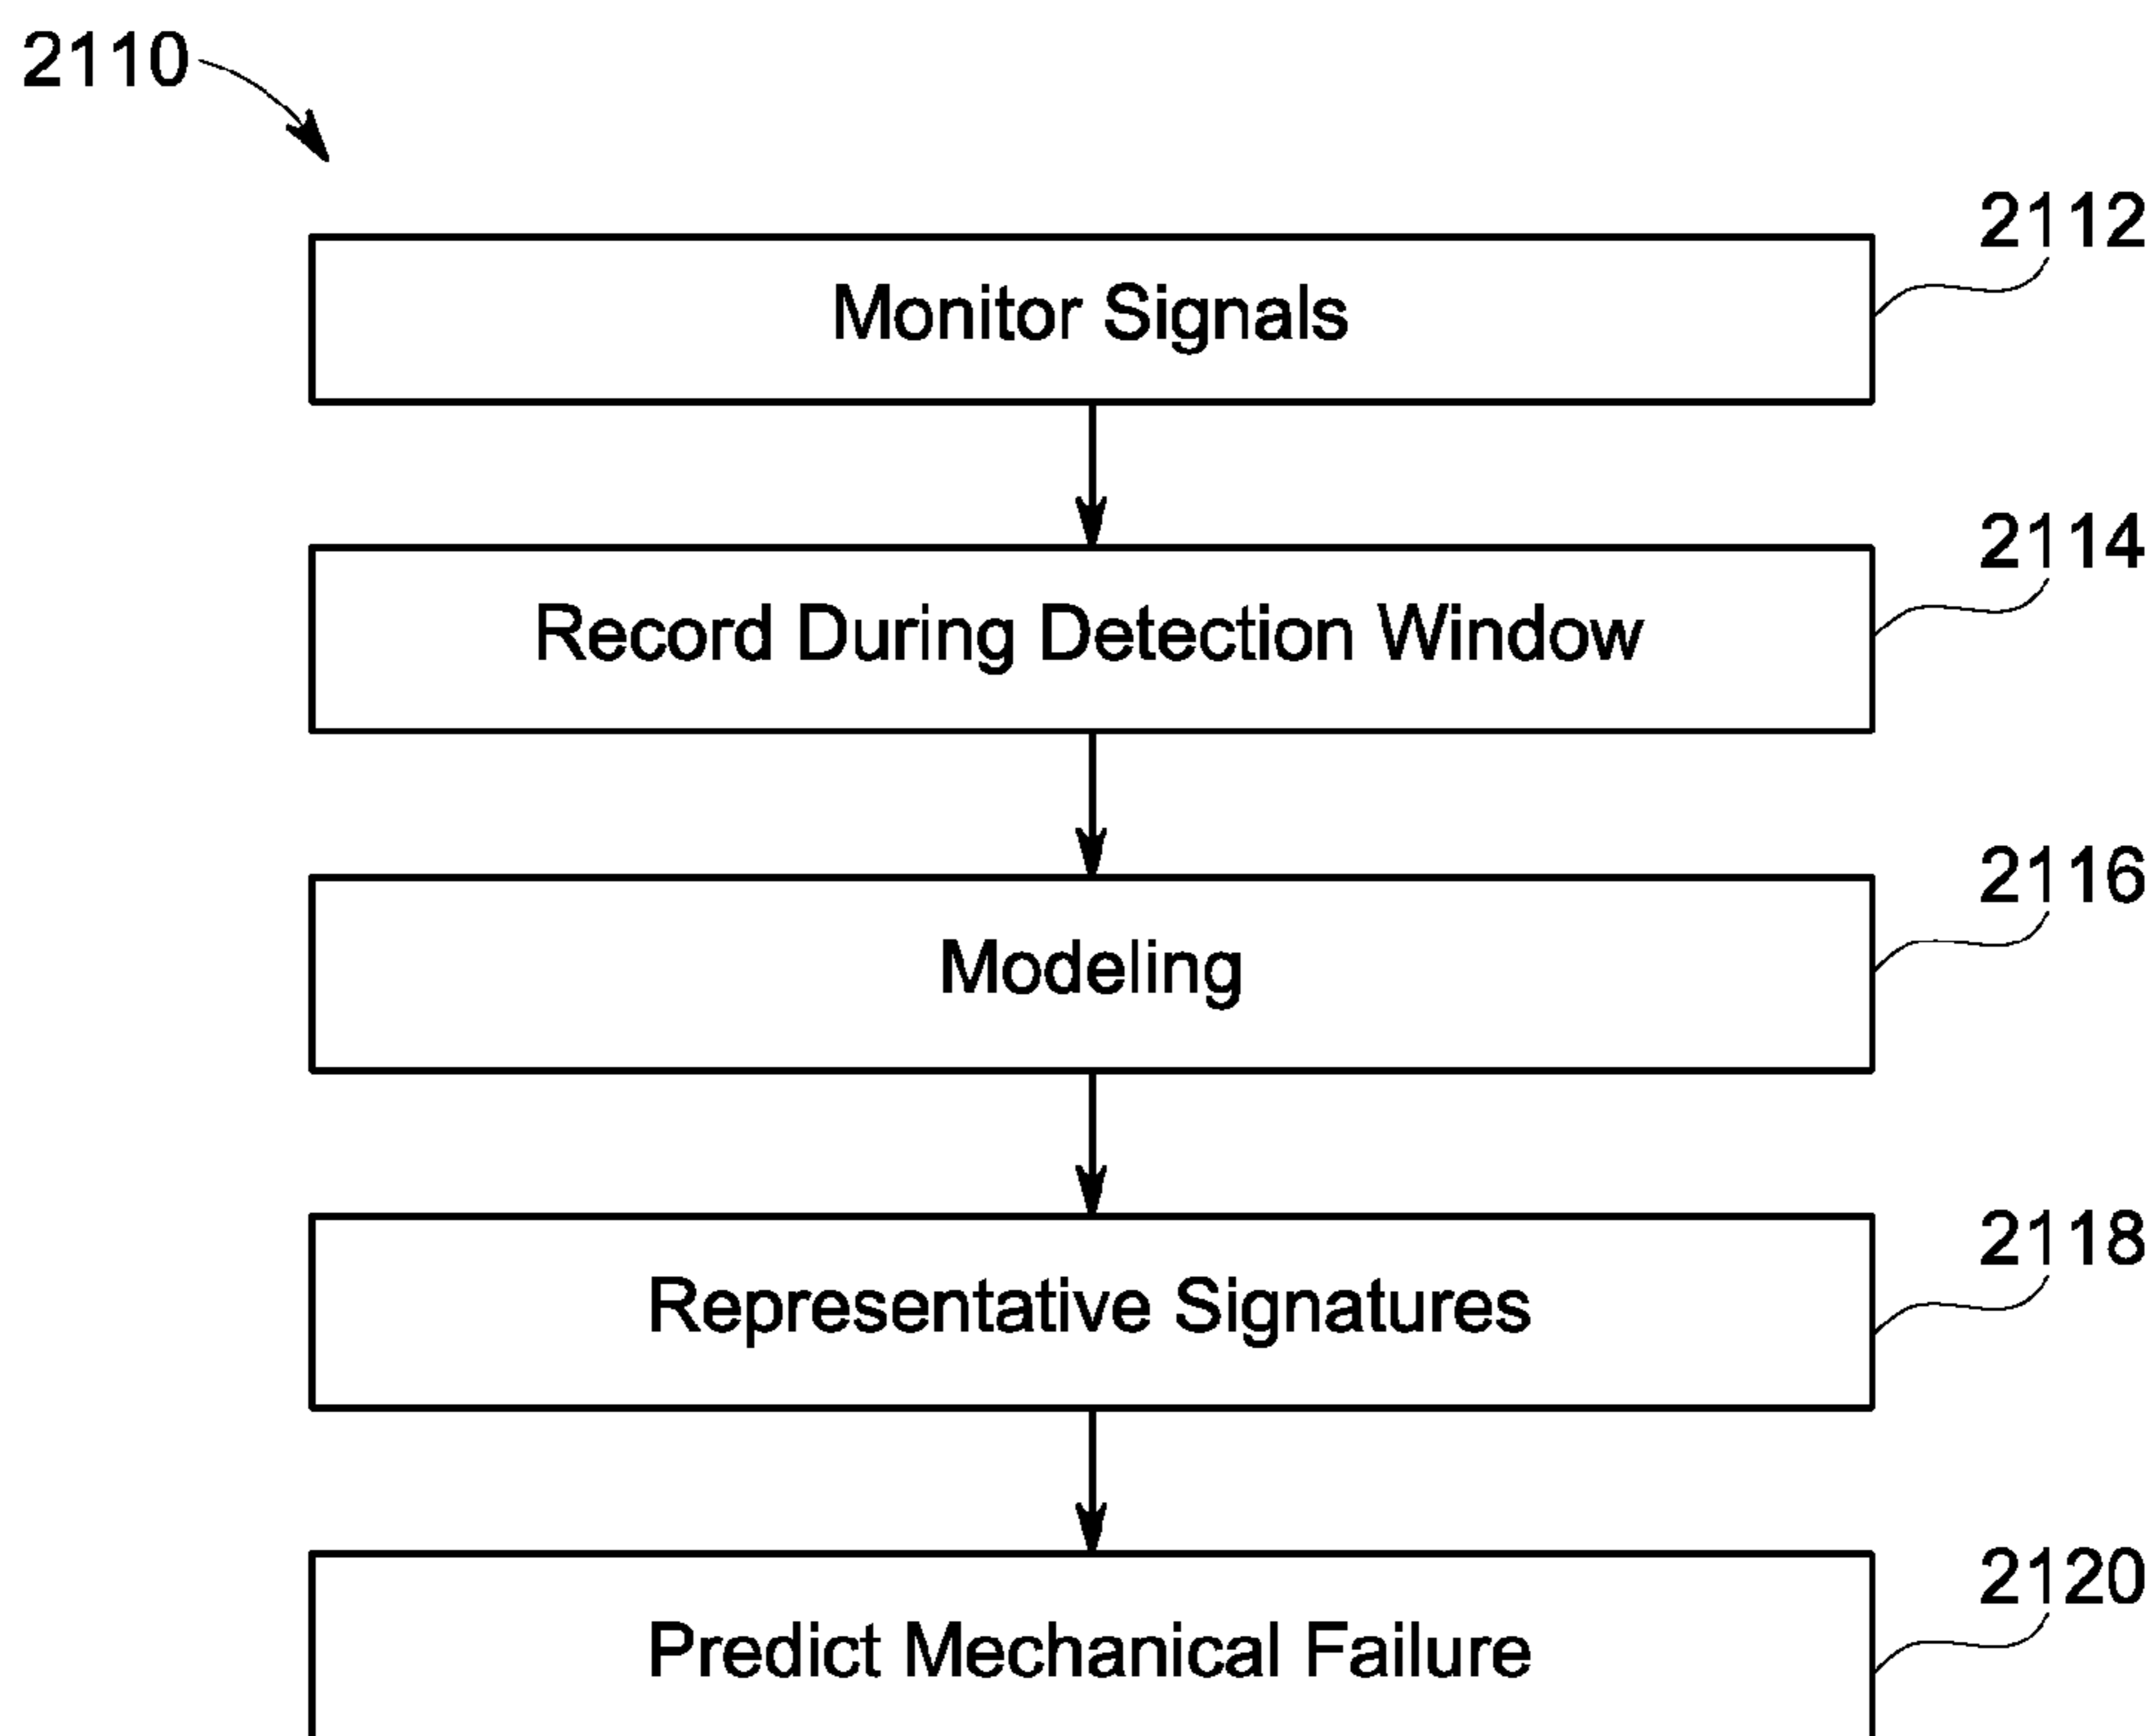 2110
2112
Monitor Signals
2114
Record During Detection Window
2116
Modeling
2118
Representative Signatures
2120
Predict Mechanical Failure